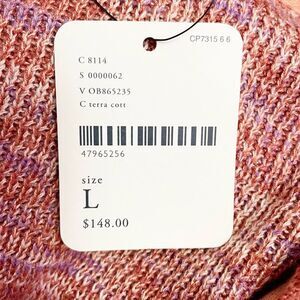 CP7315 6 6
C 8114
S 0000062
V OB865235
C terra cott
47965256
size
L
$148.00